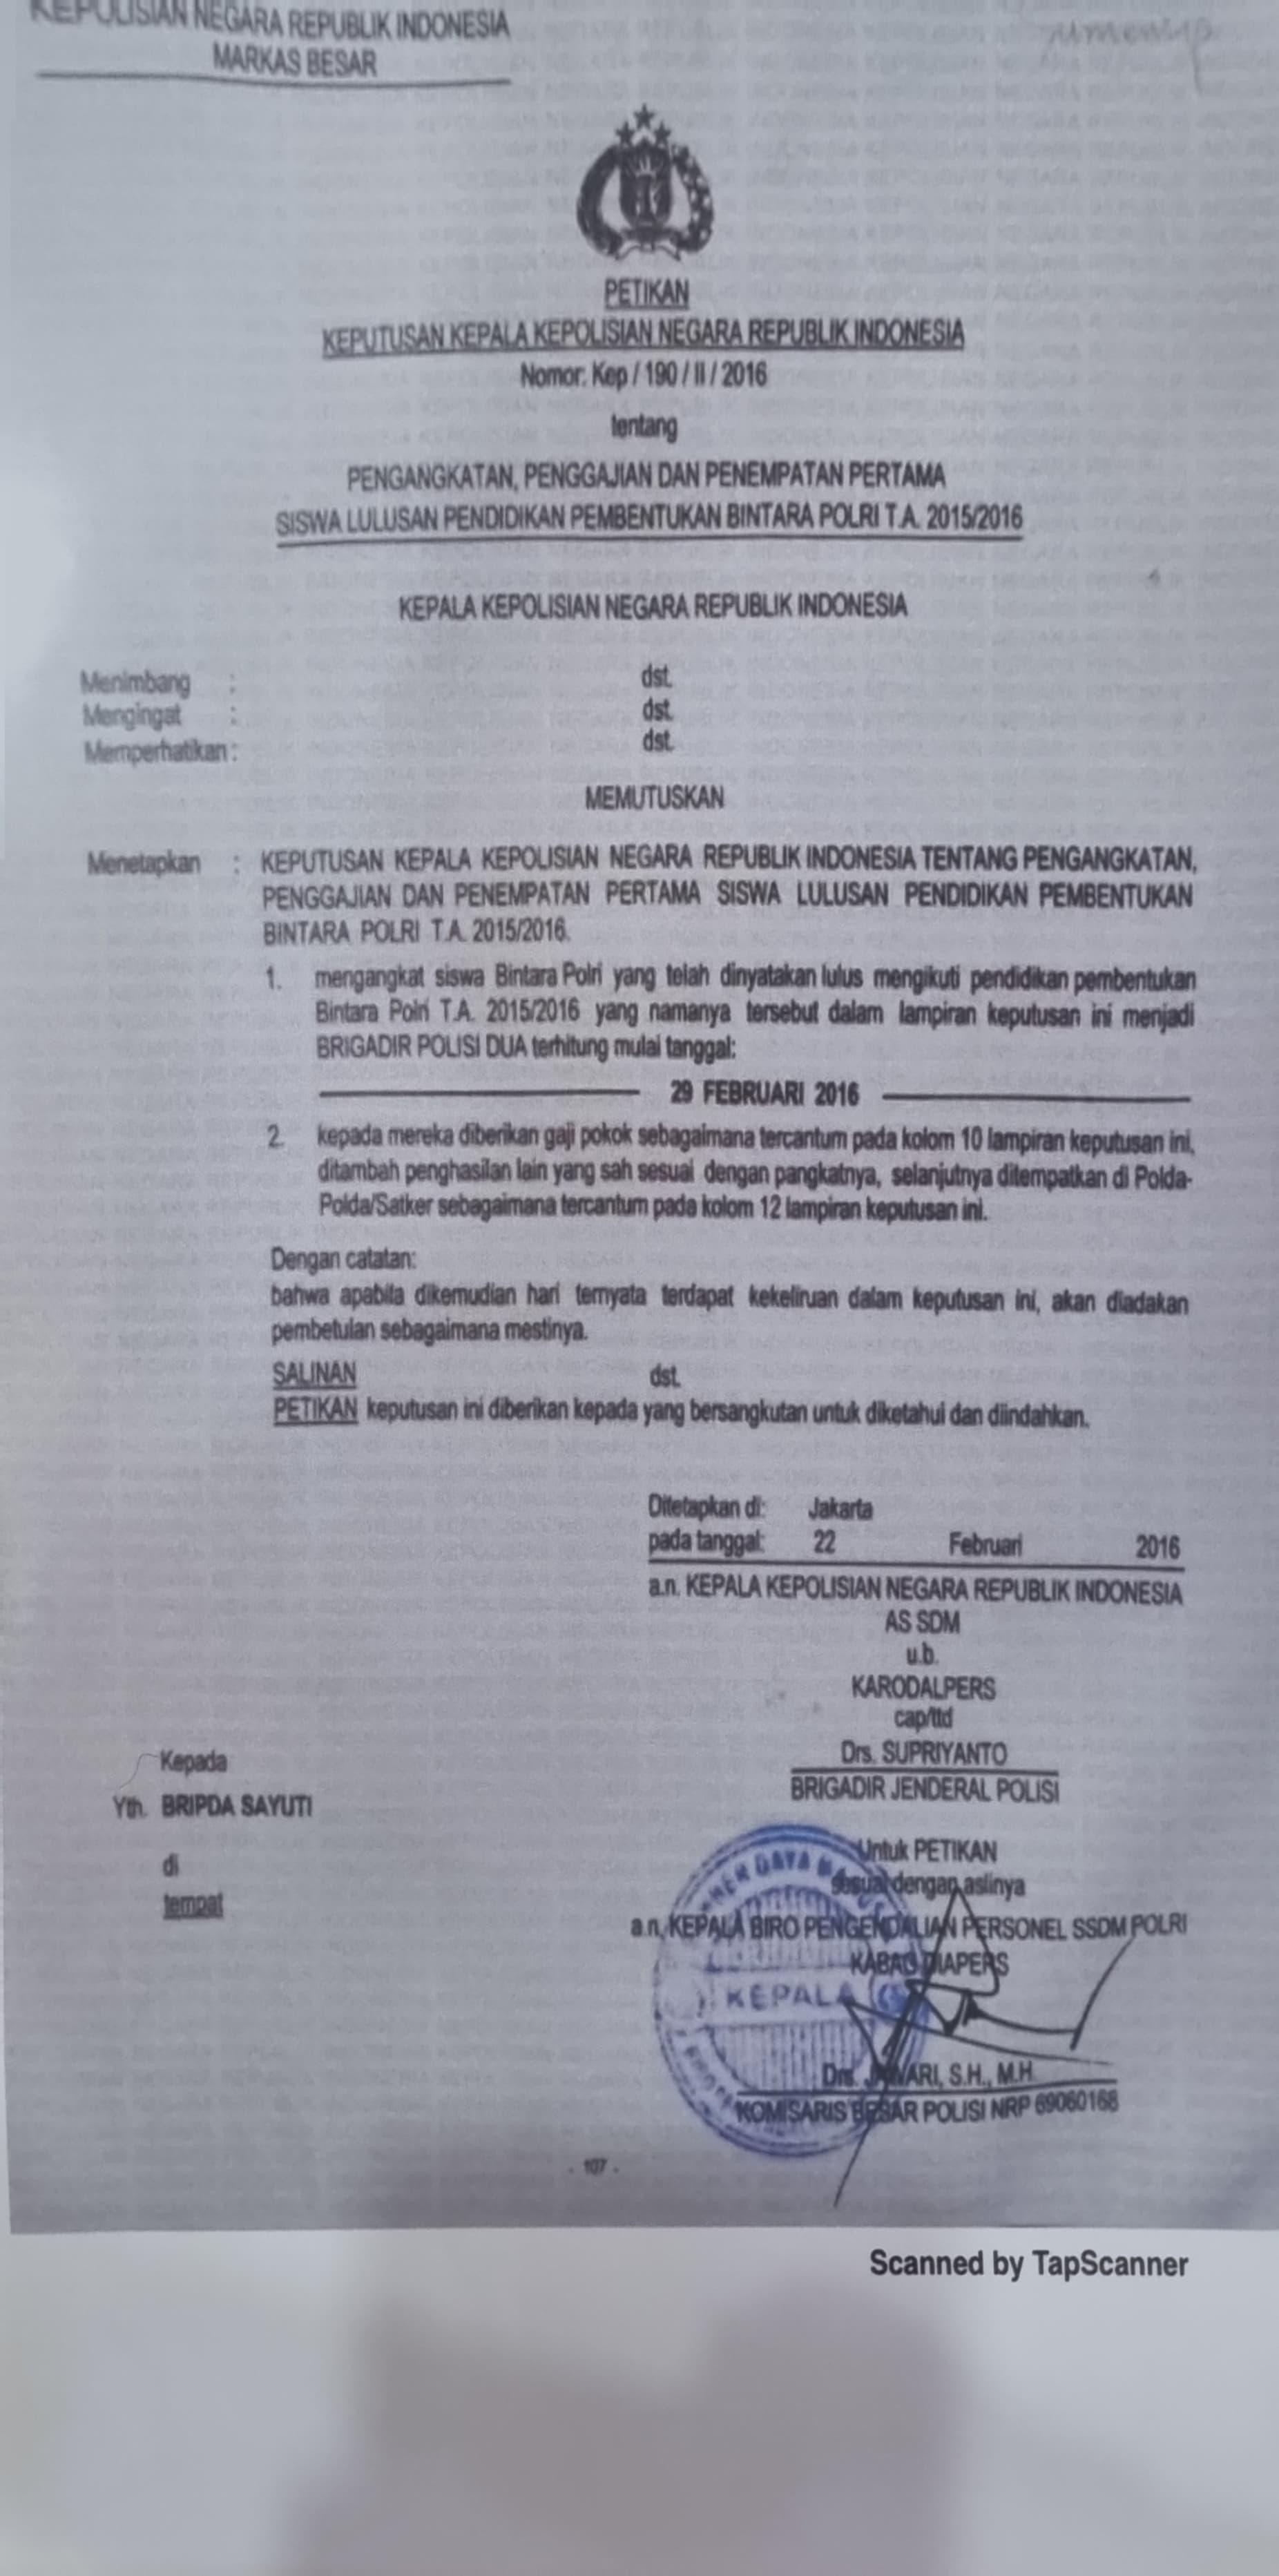 KEPOLISIAN NEGARA REPUBLIK INDONESIA
MARKAS BESAR
PETIKAN
KEPUTUSAN KEPALA KEPOLISIAN NEGARA REPUBLIK INDONESIA
Nomor: Kep / 190 / II / 2016
tentang
PENGANGKATAN, PENGGAJIAN DAN PENEMPATAN PERTAMA
SISWA LULUSAN PENDIDIKAN PEMBENTUKAN BINTARA POLRI T.A. 2015/2016
KEPALA KEPOLISIAN NEGARA REPUBLIK INDONESIA
Menimbang : dst.
Mengingat : dst.
Memperhatikan : dst.
MEMUTUSKAN
Menetapkan : KEPUTUSAN KEPALA KEPOLISIAN NEGARA REPUBLIK INDONESIA TENTANG PENGANGKATAN,
PENGGAJIAN DAN PENEMPATAN PERTAMA SISWA LULUSAN PENDIDIKAN PEMBENTUKAN
BINTARA POLRI T.A. 2015/2016.
1. mengangkat siswa Bintara Polri yang telah dinyatakan lulus mengikuti pendidikan pembentukan
Bintara Polri T.A. 2015/2016 yang namanya tersebut dalam lampiran keputusan ini menjadi
BRIGADIR POLISI DUA terhitung mulai tanggal:
29 FEBRUARI 2016
2. kepada mereka diberikan gaji pokok sebagaimana tercantum pada kolom 10 lampiran keputusan ini,
ditambah penghasilan lain yang sah sesuai dengan pangkatnya, selanjutnya ditempatkan di Polda-
Polda/Satker sebagaimana tercantum pada kolom 12 lampiran keputusan ini.
Dengan catatan:
bahwa apabila dikemudian hari ternyata terdapat kekeliruan dalam keputusan ini, akan diadakan
pembetulan sebagaimana mestinya.
SALINAN dst.
PETIKAN keputusan ini diberikan kepada yang bersangkutan untuk diketahui dan diindahkan.
Ditetapkan di: Jakarta
pada tanggal: 22 Februari 2016
a.n. KEPALA KEPOLISIAN NEGARA REPUBLIK INDONESIA
AS SDM
u.b.
KARODALPERS
cap/ttd
Drs. SUPRIYANTO
BRIGADIR JENDERAL POLISI
Kepada
Yth. BRIPDA SAYUTI
di
tempat
Untuk PETIKAN
sesuai dengan aslinya
a.n. KEPALA BIRO PENGENDALIAN PERSONEL SSDM POLRI
KABAG DIAPERS
KEPALA
Drs. S.H., M.H.
KOMISARIS BESAR POLISI NRP 69060168
- 107 -
Scanned by TapScanner